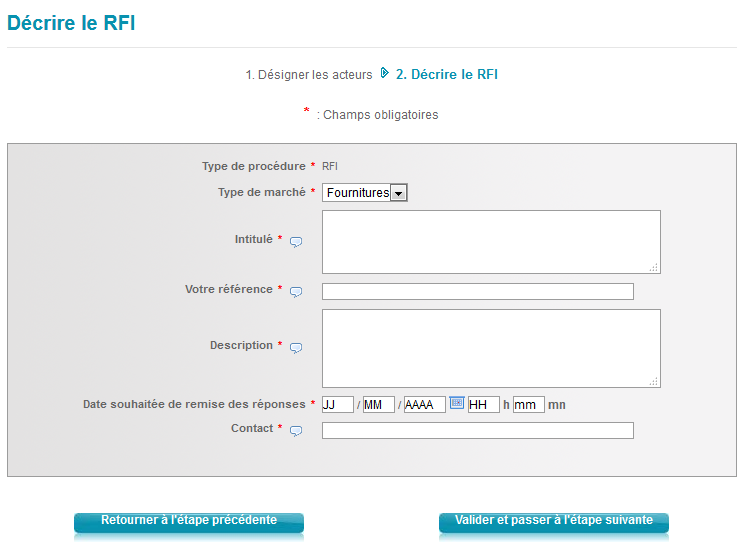 Décrire le RFI
1. Désigner les acteurs 2. Décrire le RFI
* : Champs obligatoires
Type de procédure * RFI
Type de marché * Fournitures
Intitulé *
Votre référence *
Description *
Date souhaitée de remise des réponses * JJ / MM / AAAA HH h mm mn
Contact *
Retourner à l'étape précédente Valider et passer à l'étape suivante